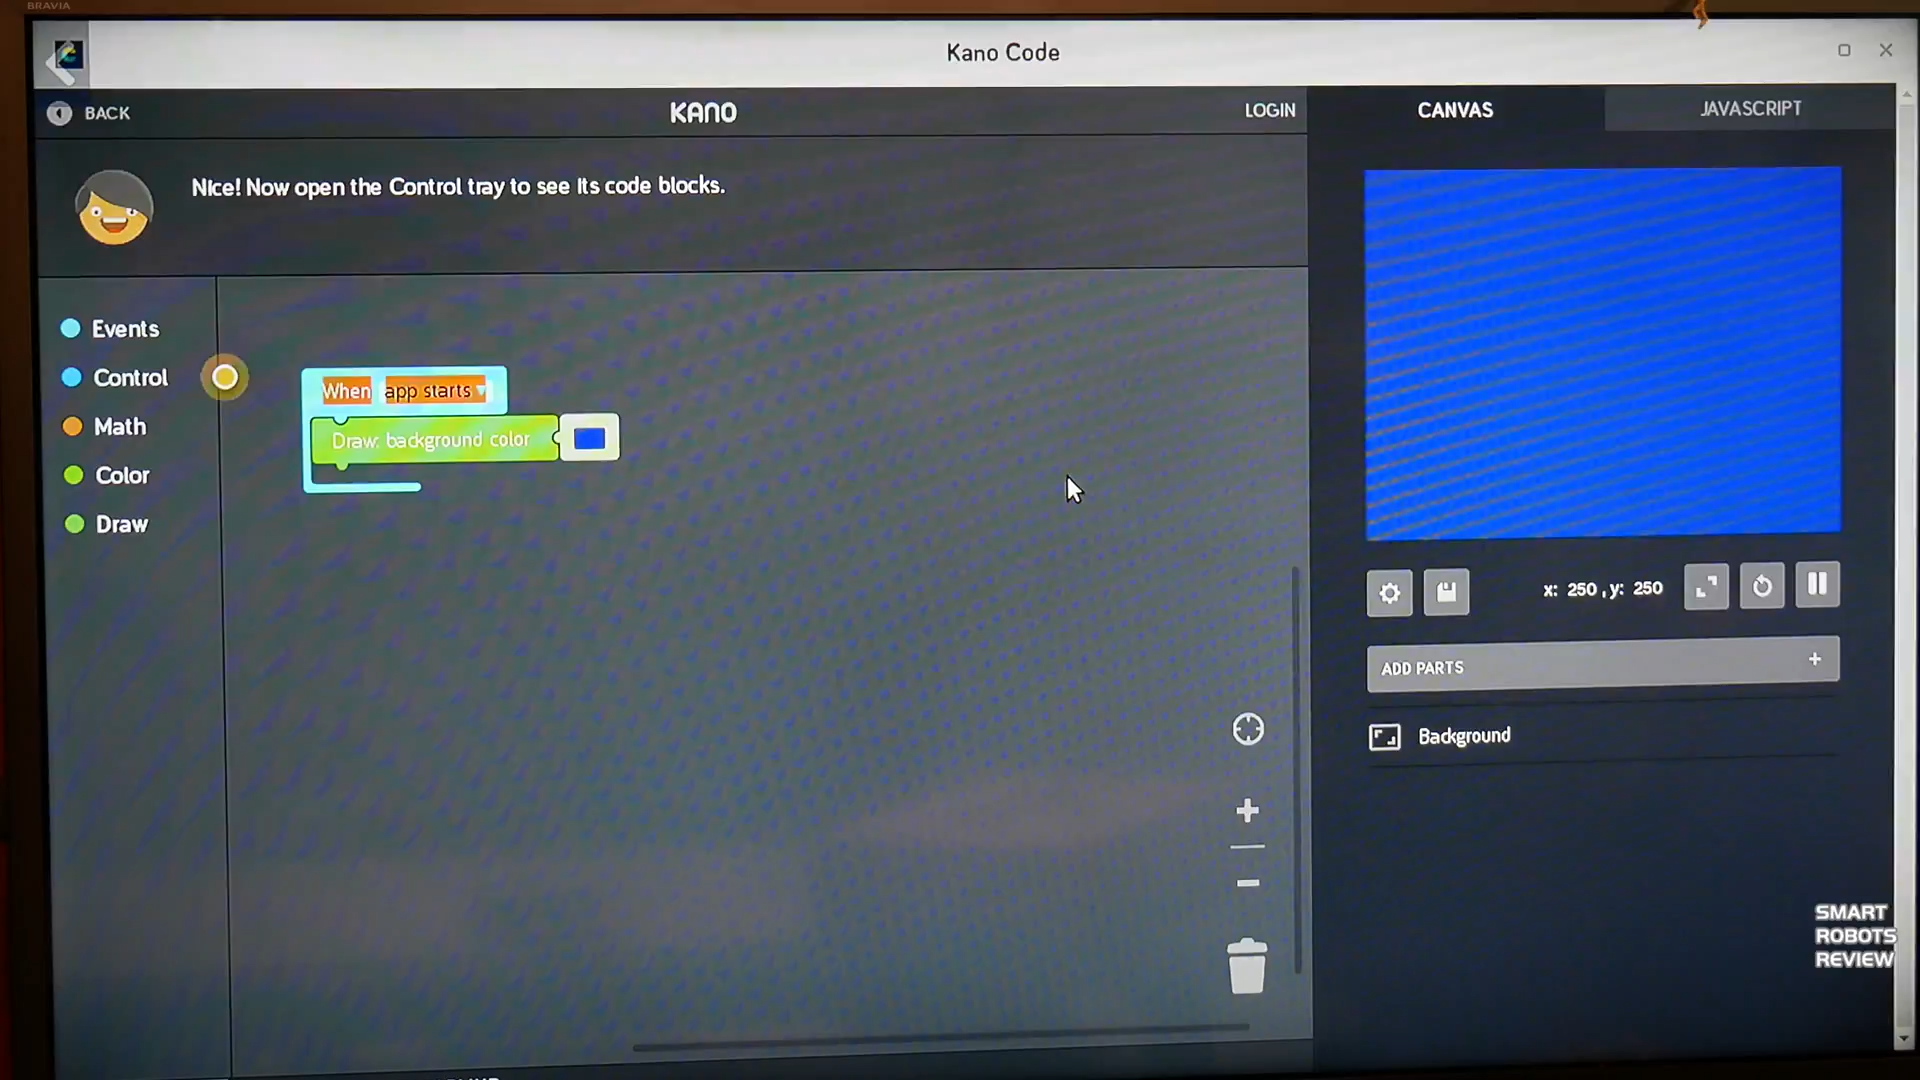 BRAVIA
Kano Code
BACK
KANO
LOGIN
CANVAS
JAVASCRIPT
Nice! Now open the Control tray to see its code blocks.
Events
Control
Math
Color
Draw
When app starts
Draw: background color
x: 250, y: 250
ADD PARTS +
Background
SMART
ROBOTS
REVIEW